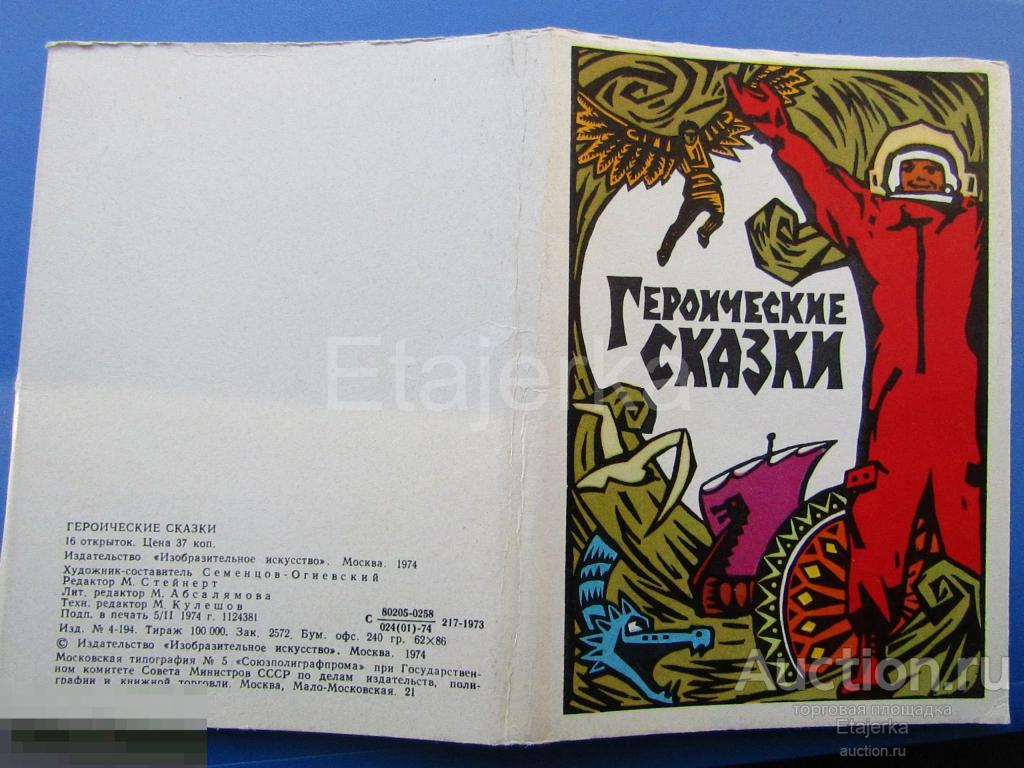 ГЕРОИЧЕСКИЕ СКАЗКИ
16 открыток. Цена 37 коп.
Издательство «Изобразительное искусство». Москва. 1974
Художник-составитель Семенцов-Огиевский
Редактор М. Стейнерт
Лит. редактор М. Абсалямова
Техн. редактор М. Кулешов
Подп. в печать 5/II 1974 г. 1124381
С 80205-0258
024(01)-74 217-1973
Изд. № 4-194. Тираж 100 000. Зак. 2572. Бум. офс. 240 гр. 62×86
© Издательство «Изобразительное искусство». Москва. 1974
Московская типография № 5 «Союзполиграфпрома» при Государствен-
ном комитете Совета Министров СССР по делам издательств, поли-
графии и книжной торговли. Москва, Мало-Московская. 21
ГЕРОИЧЕСКИЕ
СКАЗКИ
Etajerka
Auction.ru
торговая площадка
Etajerka
auction.ru